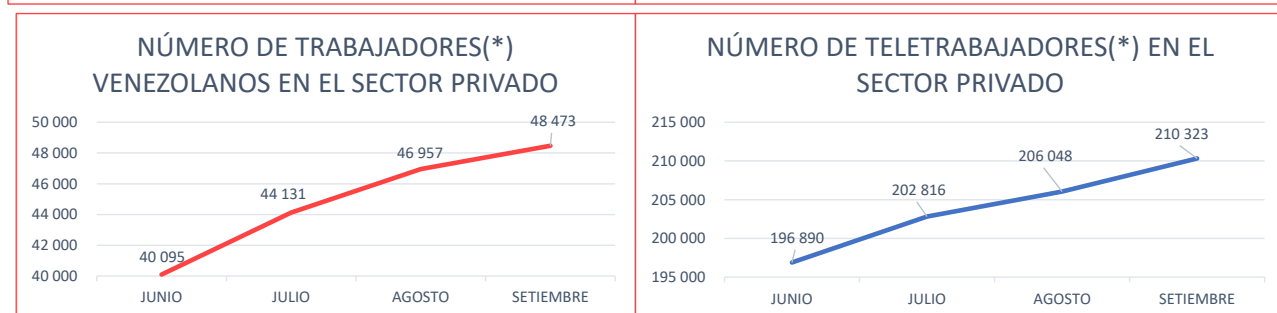 NÚMERO DE TRABAJADORES(*)
VENEZOLANOS EN EL SECTOR PRIVADO
50 000
48 000
46 000
44 000
42 000
40 000
40 095
44 131
46 957
48 473
JUNIO
JULIO
AGOSTO
SETIEMBRE
NÚMERO DE TELETRABAJADORES(*) EN EL
SECTOR PRIVADO
215 000
210 000
205 000
200 000
195 000
196 890
202 816
206 048
210 323
JUNIO
JULIO
AGOSTO
SETIEMBRE